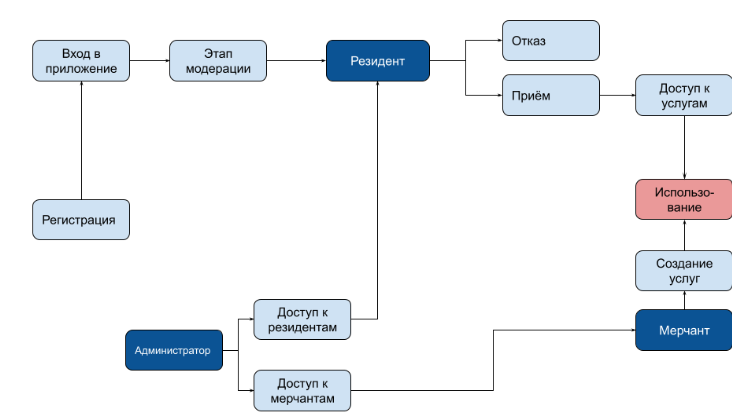 Вход в
приложение
Этап
модерации
Резидент
Отказ
Приём
Доступ к
услугам
Регистрация
Использо-
вание
Создание
услуг
Доступ к
резидентам
Администратор
Мерчант
Доступ к
мерчантам